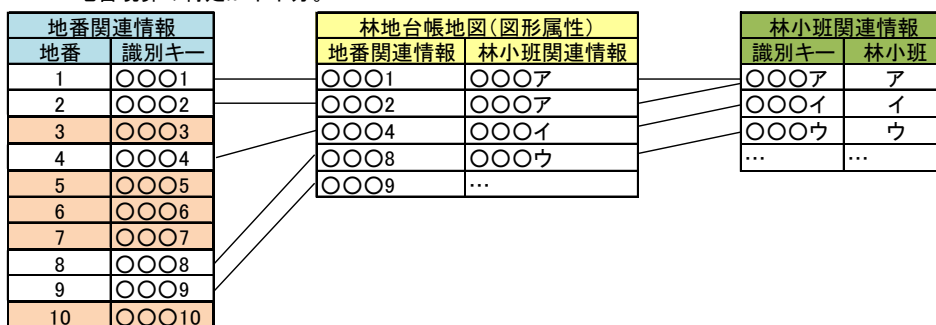 地番関連情報
地番 識別キー
1 〇〇〇1
2 〇〇〇2
3 〇〇〇3
4 〇〇〇4
5 〇〇〇5
6 〇〇〇6
7 〇〇〇7
8 〇〇〇8
9 〇〇〇9
10 〇〇〇10
林地台帳地図(図形属性)
地番関連情報 林小班関連情報
〇〇〇1 〇〇〇ア
〇〇〇2 〇〇〇ア
〇〇〇4 〇〇〇イ
〇〇〇8 〇〇〇ウ
〇〇〇9 …
林小班関連情報
識別キー 林小班
〇〇〇ア ア
〇〇〇イ イ
〇〇〇ウ ウ
… …